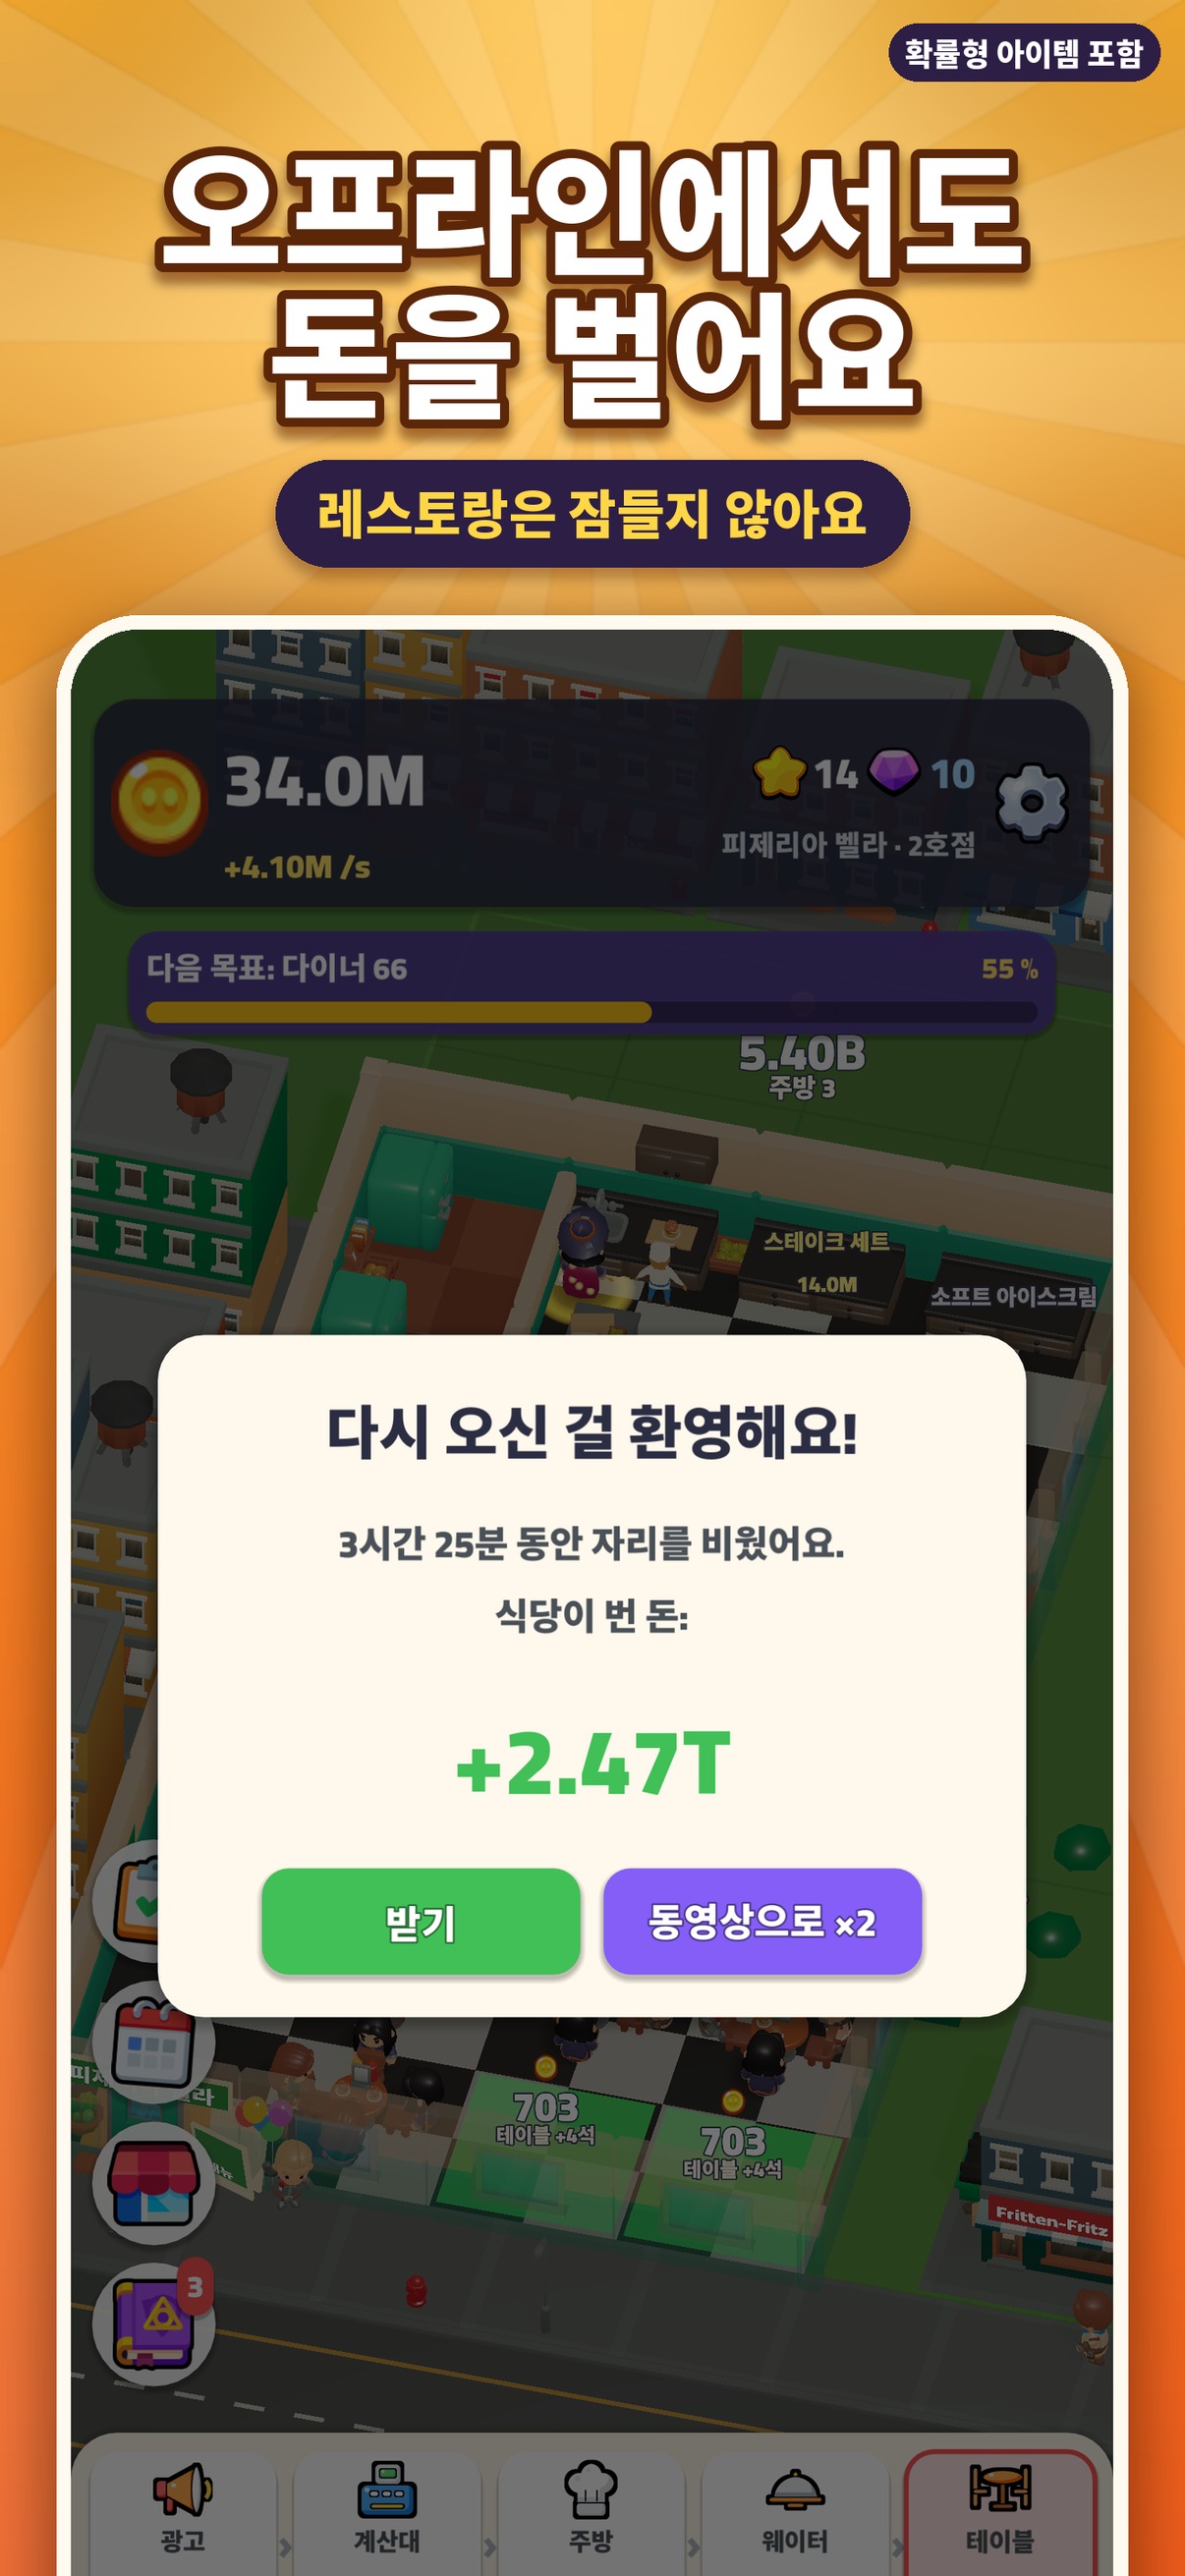 확률형 아이템 포함
오프라인에서도
돈을 벌어요
레스토랑은 잠들지 않아요
34.0M
+4.10M /s
14
10
피제리아 벨라 · 2호점
다음 목표: 다이너 66
55 %
5.40B
주방 3
스테이크 세트
14.0M
소프트 아이스크림
다시 오신 걸 환영해요!
3시간 25분 동안 자리를 비웠어요.
식당이 번 돈:
+2.47T
받기
동영상으로 ×2
703
테이블 +4석
703
테이블 +4석
Fritten-Fritz
3
광고
계산대
주방
웨이터
테이블